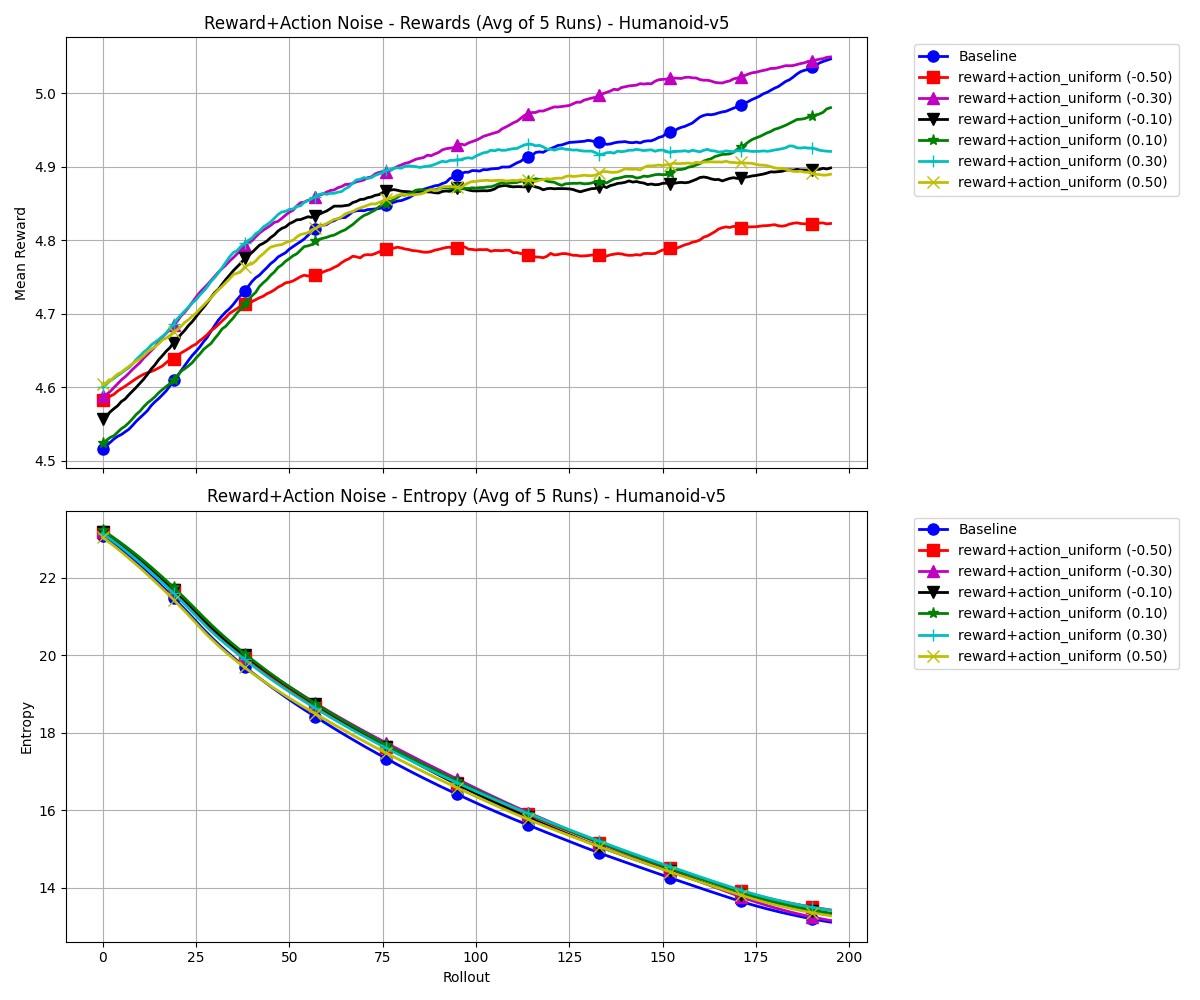 Reward+Action Noise - Rewards (Avg of 5 Runs) - Humanoid-v5
Mean Reward
5.0
4.9
4.8
4.7
4.6
4.5
Baseline
reward+action_uniform (-0.50)
reward+action_uniform (-0.30)
reward+action_uniform (-0.10)
reward+action_uniform (0.10)
reward+action_uniform (0.30)
reward+action_uniform (0.50)
Reward+Action Noise - Entropy (Avg of 5 Runs) - Humanoid-v5
Entropy
22
20
18
16
14
0 25 50 75 100 125 150 175 200
Rollout
Baseline
reward+action_uniform (-0.50)
reward+action_uniform (-0.30)
reward+action_uniform (-0.10)
reward+action_uniform (0.10)
reward+action_uniform (0.30)
reward+action_uniform (0.50)